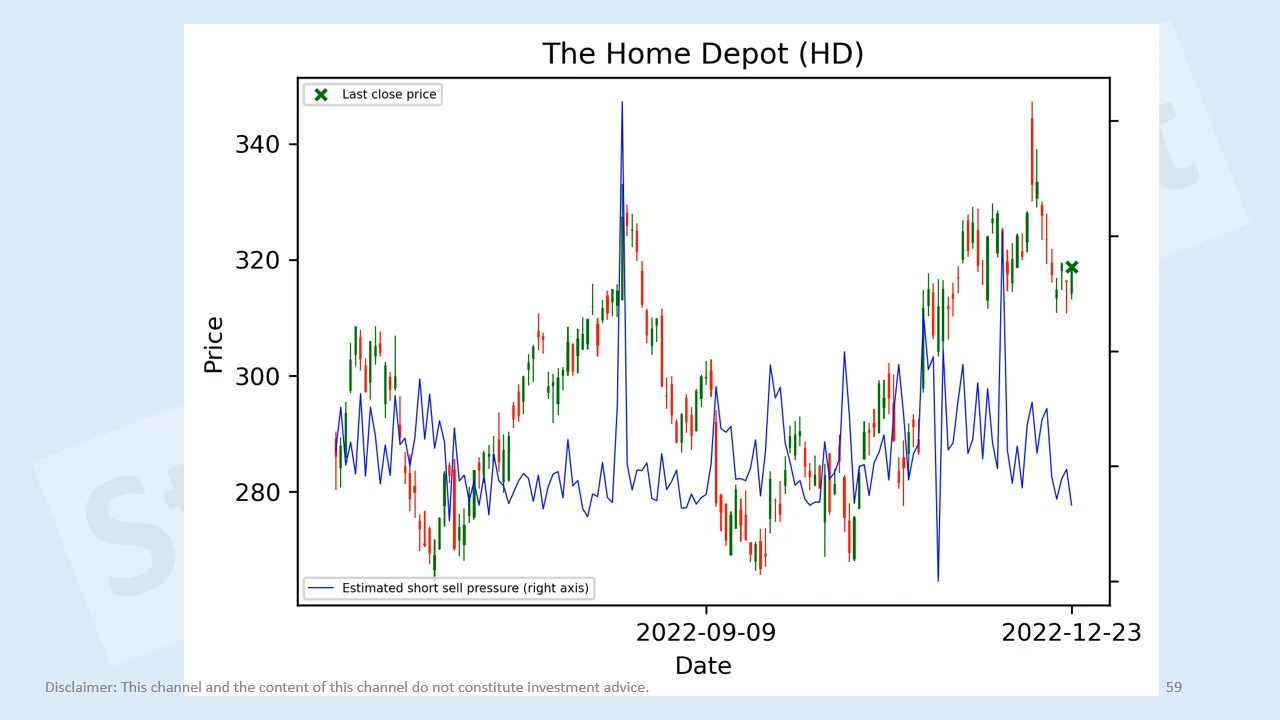 The Home Depot (HD)
Last close price
340
320
300
280
Price
Estimated short sell pressure (right axis)
2022-09-09
2022-12-23
Date
Disclaimer: This channel and the content of this channel do not constitute investment advice.
59